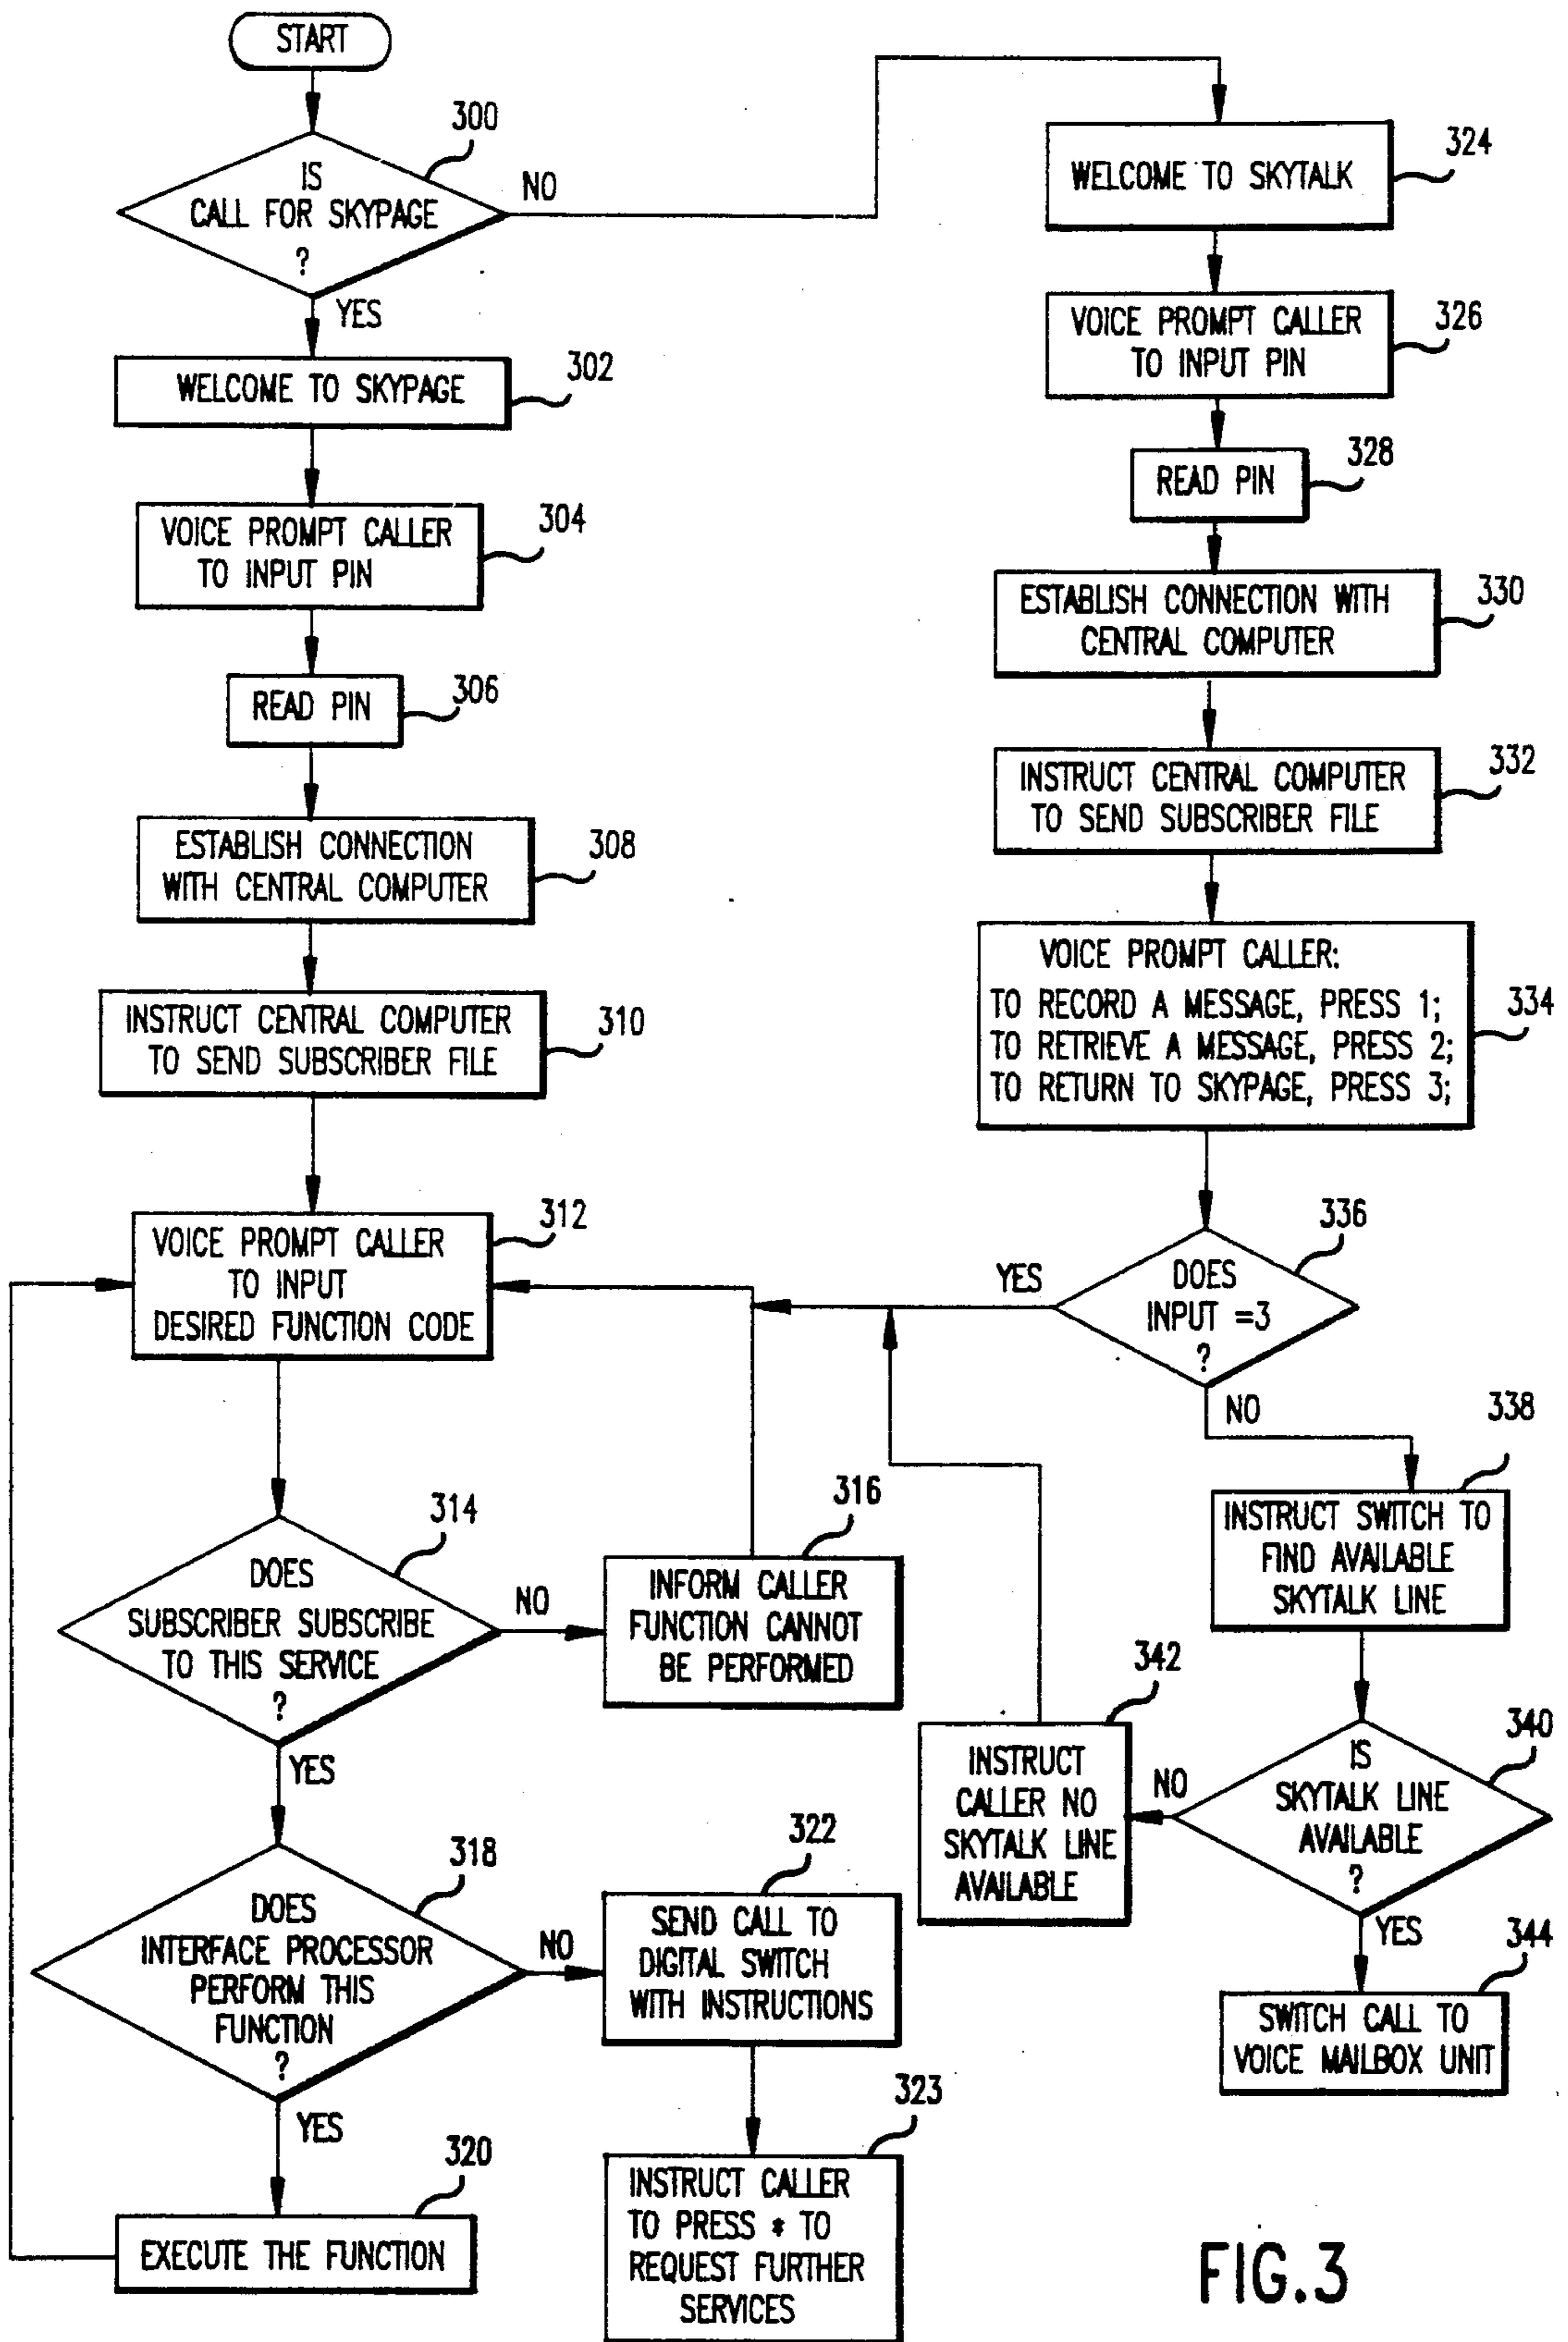 START
300
IS
CALL FOR SKYPAGE
?
NO
YES
WELCOME TO SKYPAGE
302
VOICE PROMPT CALLER
TO INPUT PIN
304
READ PIN
306
ESTABLISH CONNECTION
WITH CENTRAL COMPUTER
308
INSTRUCT CENTRAL COMPUTER
TO SEND SUBSCRIBER FILE
310
VOICE PROMPT CALLER
TO INPUT
DESIRED FUNCTION CODE
312
314
DOES
SUBSCRIBER SUBSCRIBE
TO THIS SERVICE
?
NO
YES
316
INFORM CALLER
FUNCTION CANNOT
BE PERFORMED
318
DOES
INTERFACE PROCESSOR
PERFORM THIS
FUNCTION
?
NO
YES
320
EXECUTE THE FUNCTION
322
SEND CALL TO
DIGITAL SWITCH
WITH INSTRUCTIONS
323
INSTRUCT CALLER
TO PRESS * TO
REQUEST FURTHER
SERVICES
WELCOME TO SKYTALK
324
VOICE PROMPT CALLER
TO INPUT PIN
326
READ PIN
328
ESTABLISH CONNECTION WITH
CENTRAL COMPUTER
330
INSTRUCT CENTRAL COMPUTER
TO SEND SUBSCRIBER FILE
332
VOICE PROMPT CALLER:
TO RECORD A MESSAGE, PRESS 1;
TO RETRIEVE A MESSAGE, PRESS 2;
TO RETURN TO SKYPAGE, PRESS 3;
334
336
DOES
INPUT =3
?
YES
NO
338
INSTRUCT SWITCH TO
FIND AVAILABLE
SKYTALK LINE
340
IS
SKYTALK LINE
AVAILABLE
?
NO
YES
342
INSTRUCT
CALLER NO
SKYTALK LINE
AVAILABLE
344
SWITCH CALL TO
VOICE MAILBOX UNIT
FIG.3